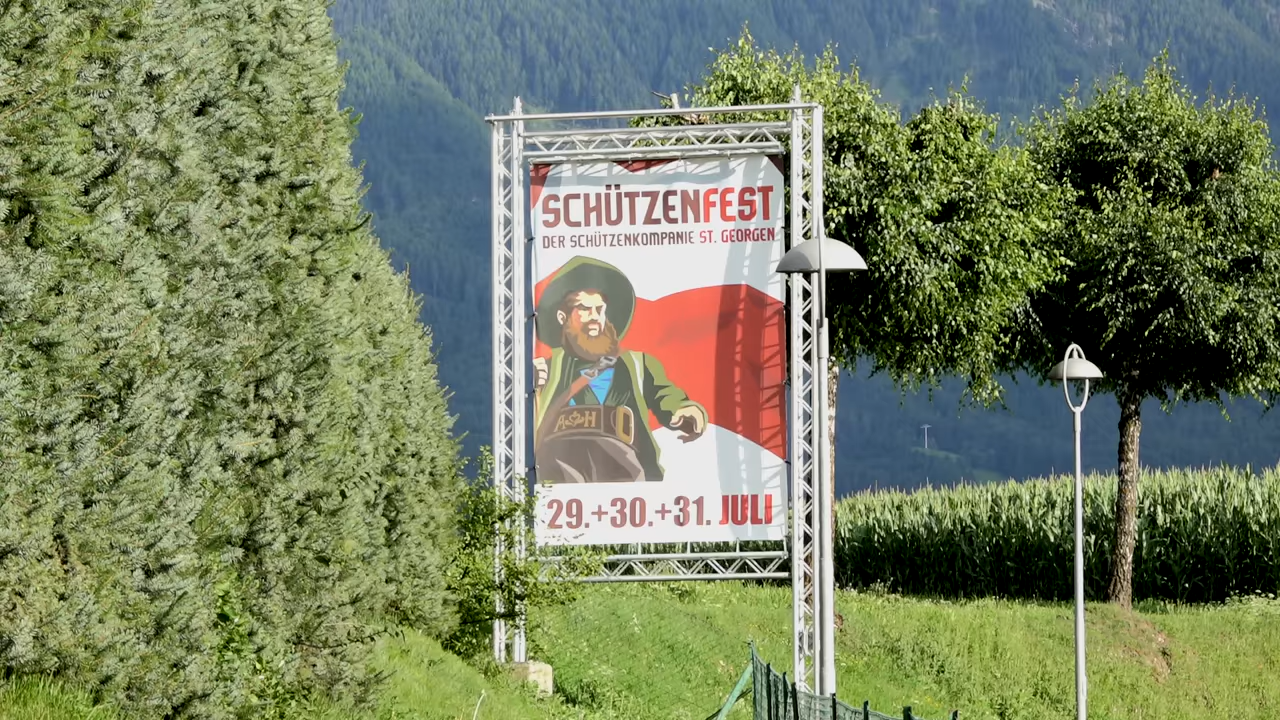 SCHÜTZENFEST
DER SCHÜTZENKOMPANIE ST. GEORGEN
29.+30.+31. JULI